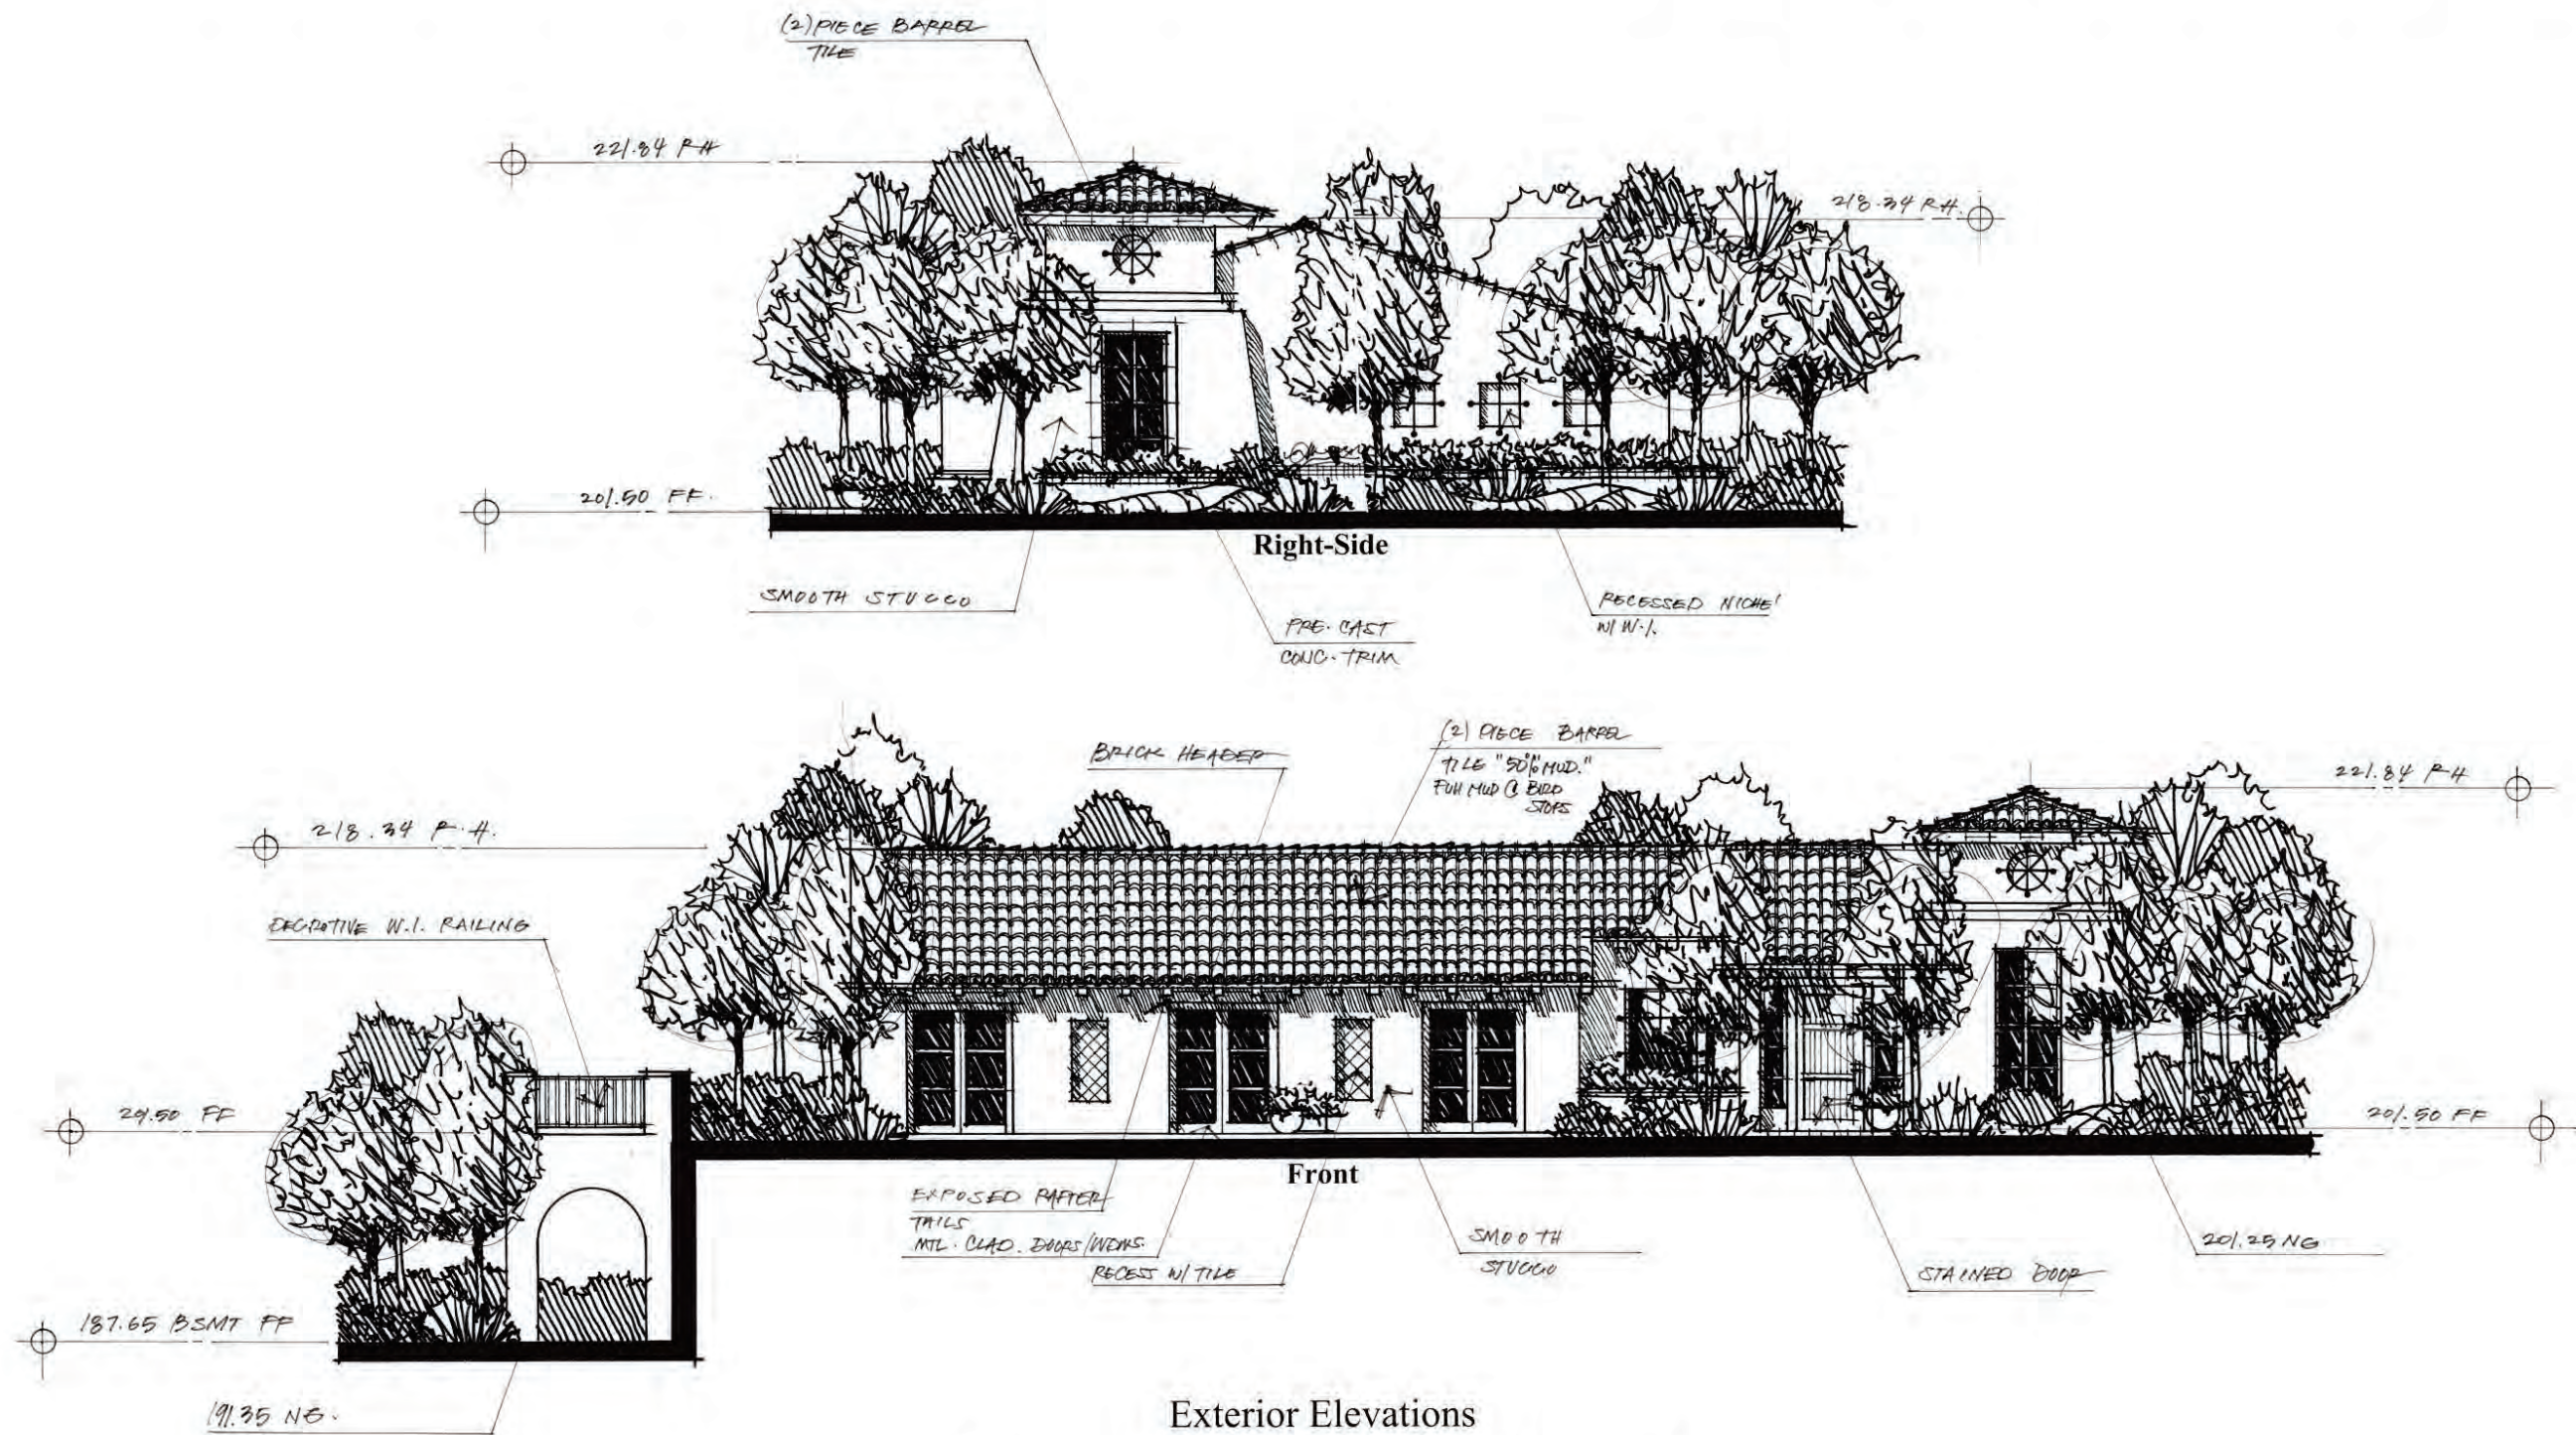 (2) PIECE BARREL
TILE
221.84 RH
218.34 R.H.
201.50 FF.
Right-Side
SMOOTH STUCCO
PRE-CAST
CONC. TRIM
RECESSED NICHE'
W/ W.I.
BRICK HEADER
(2) PIECE BARREL
TILE "50% MUD."
FUll MUD @ BIRD
STOPS
221.84 RH
218.34 R.H.
DECROTIVE W.I. RAILING
201.50 FF
201.50 FF
Front
EXPOSED RAFTER
TAILS
MTL. CLAD. DOORS/WDWS.
RECESS W/ TILE
SMOOTH
STUCCO
STAINED DOOR
201.25 NG
187.65 BSMT FF
191.35 NG.
Exterior Elevations